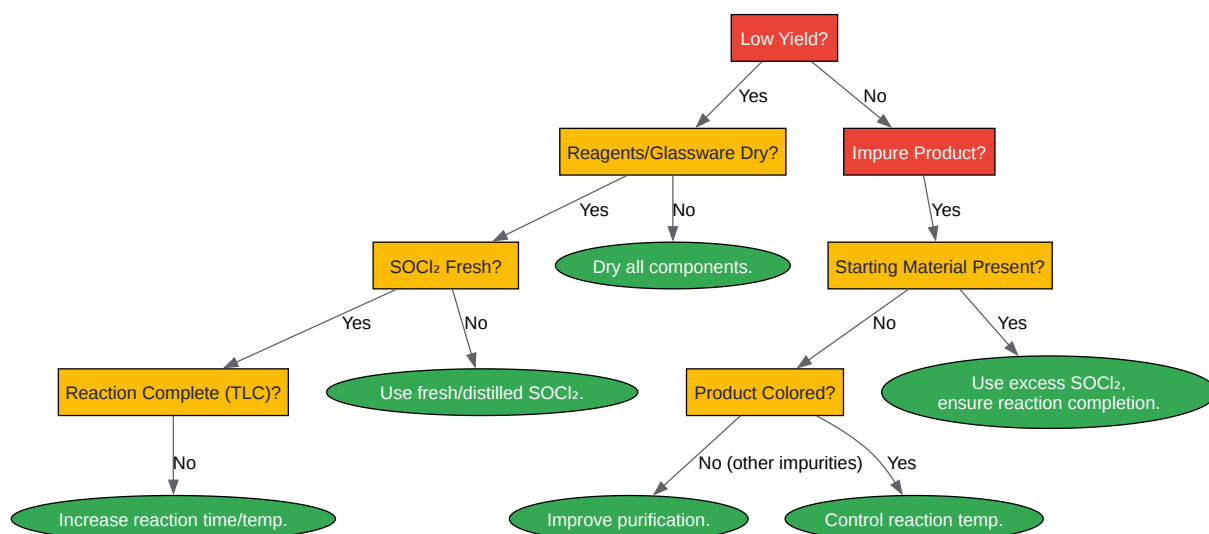 Low Yield?
Yes
No
Reagents/Glassware Dry?
Impure Product?
Yes
No
Yes
SOCl₂ Fresh?
Dry all components.
Starting Material Present?
Yes
No
No
Yes
Reaction Complete (TLC)?
Use fresh/distilled SOCl₂.
Product Colored?
Use excess SOCl₂,
ensure reaction completion.
No
No (other impurities)
Yes
Increase reaction time/temp.
Improve purification.
Control reaction temp.